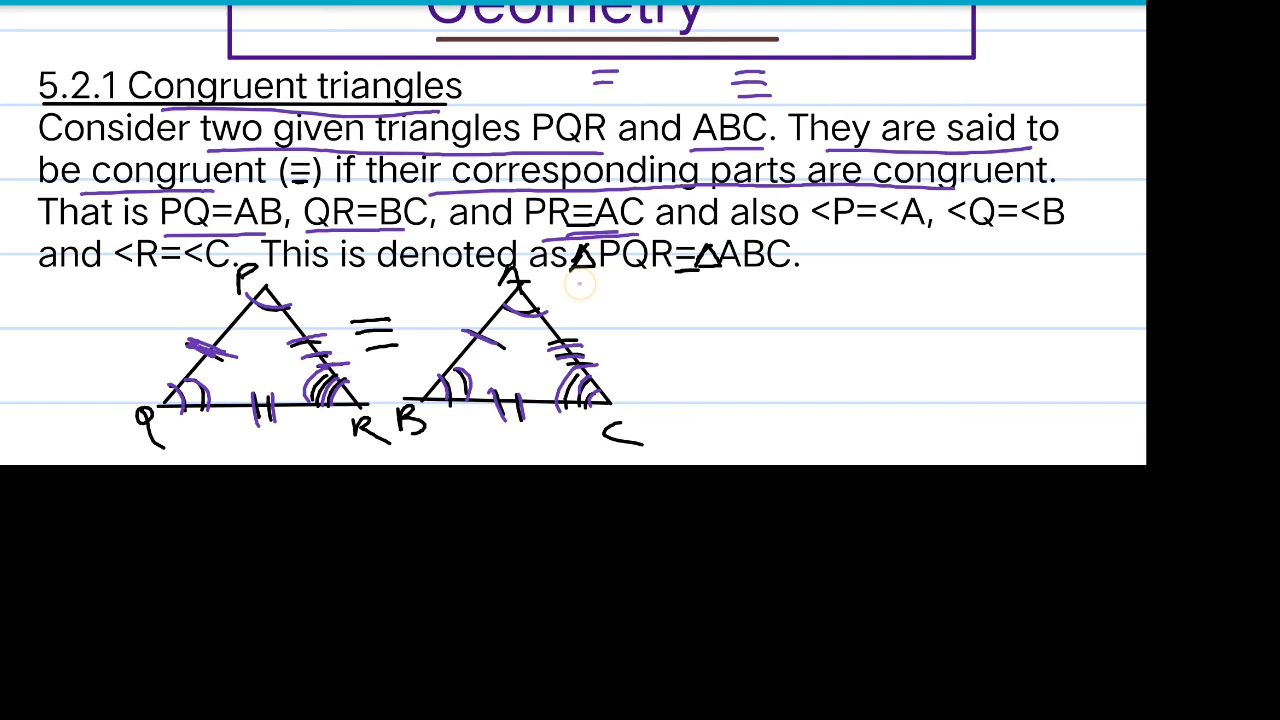 Geometry
5.2.1 Congruent triangles = ≡
Consider two given triangles PQR and ABC. They are said to
be congruent (≡) if their corresponding parts are congruent.
That is PQ=AB, QR=BC, and PR≡AC and also <P=<A, <Q=<B
and <R=<C. This is denoted as △PQR≡△ABC.
P A
≡
Q R B C